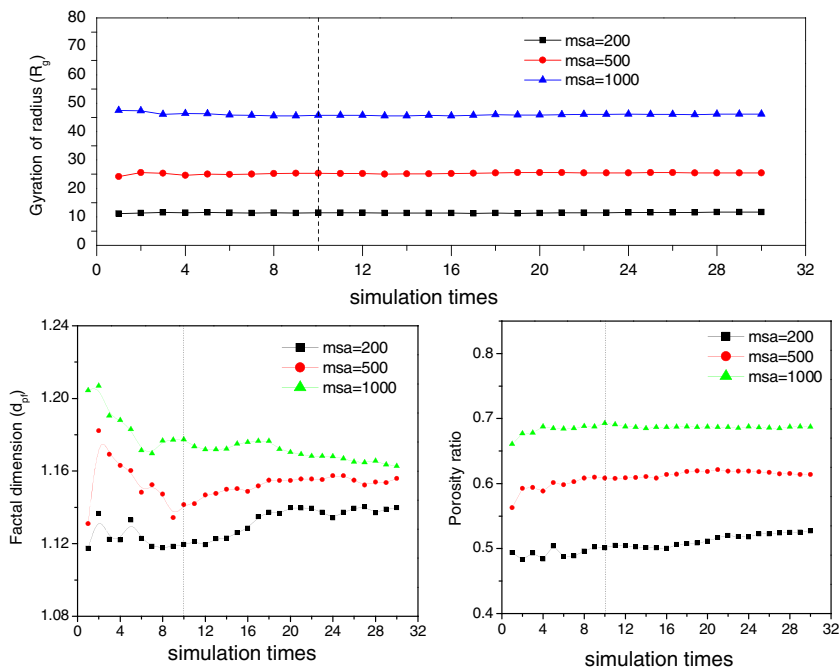 Gyration of radius (Rg)
80
70
60
50
40
30
20
10
0
msa=200
msa=500
msa=1000
0 4 8 12 16 20 24 28 32
simulation times
Factal dimension (dpf)
1.24
1.20
1.16
1.12
1.08
msa=200
msa=500
msa=1000
0 4 8 12 16 20 24 28 32
simulation times
Porosity ratio
0.8
0.7
0.6
0.5
0.4
msa=200
msa=500
msa=1000
0 4 8 12 16 20 24 28 32
simulation times